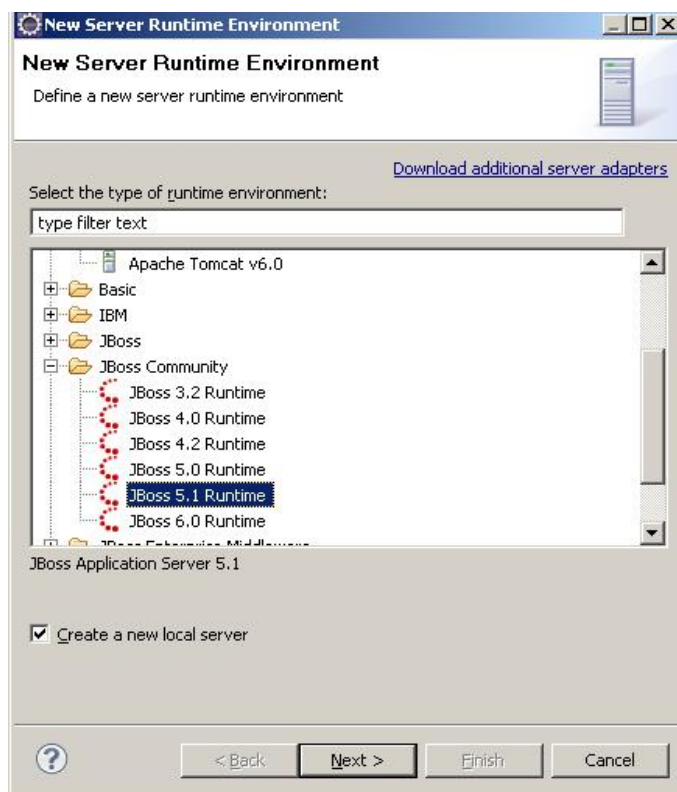 New Server Runtime Environment
New Server Runtime Environment
Define a new server runtime environment
Download additional server adapters
Select the type of runtime environment:
type filter text
Apache Tomcat v6.0
Basic
IBM
JBoss
JBoss Community
JBoss 3.2 Runtime
JBoss 4.0 Runtime
JBoss 4.2 Runtime
JBoss 5.0 Runtime
JBoss 5.1 Runtime
JBoss 6.0 Runtime
JBoss Enterprise Middleware
JBoss Application Server 5.1
Create a new local server
? < Back Next > Finish Cancel